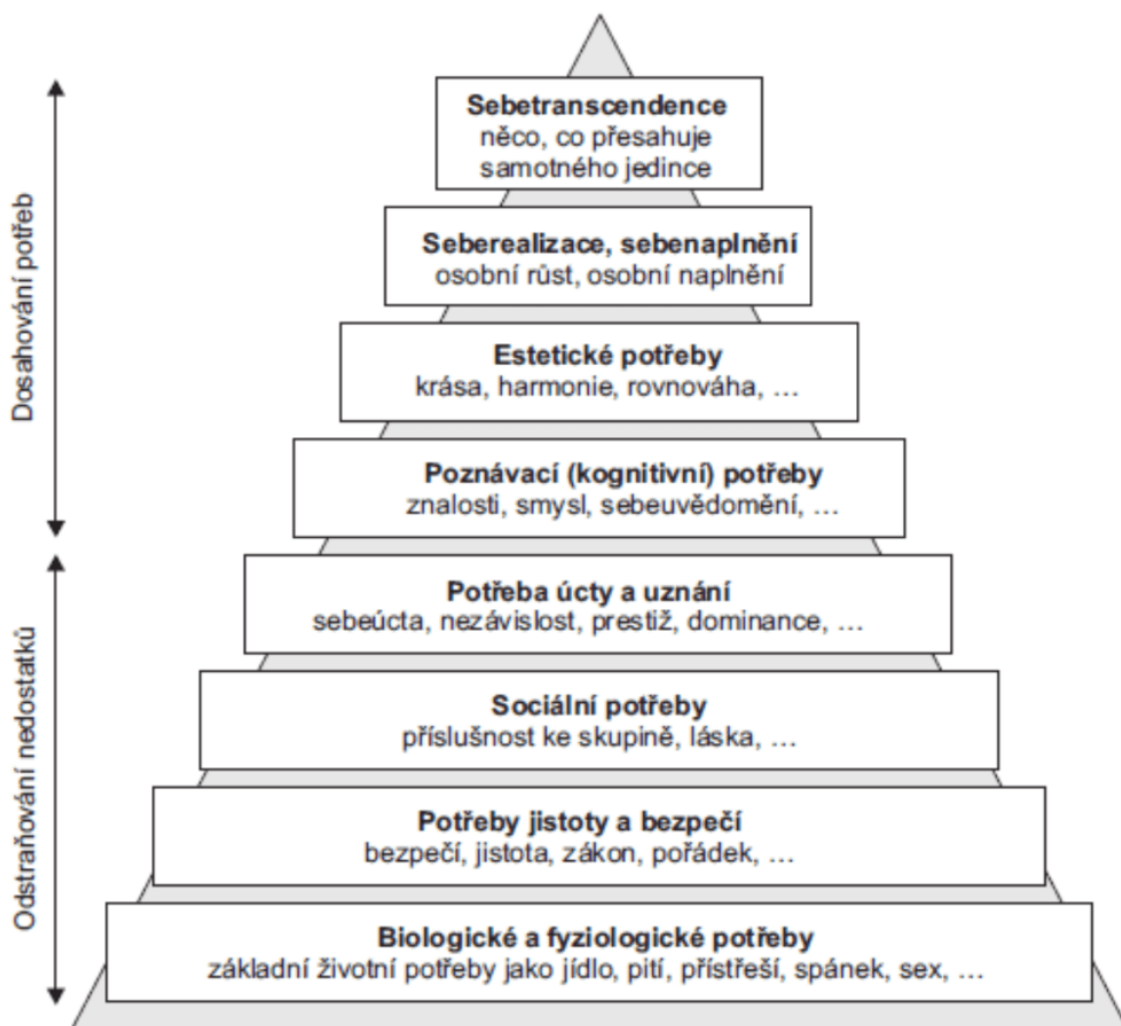 Sebetranscendence
něco, co přesahuje
samotného jedince
Seberealizace, sebenaplnění
osobní růst, osobní naplnění
Estetické potřeby
krása, harmonie, rovnováha, …
Poznávací (kognitivní) potřeby
znalosti, smysl, sebeuvědomění, …
Dosahování potřeb
Potřeba úcty a uznání
sebeúcta, nezávislost, prestiž, dominance, …
Sociální potřeby
příslušnost ke skupině, láska, …
Potřeby jistoty a bezpečí
bezpečí, jistota, zákon, pořádek, …
Biologické a fyziologické potřeby
základní životní potřeby jako jídlo, pití, přístřeší, spánek, sex, …
Odstraňování nedostatků